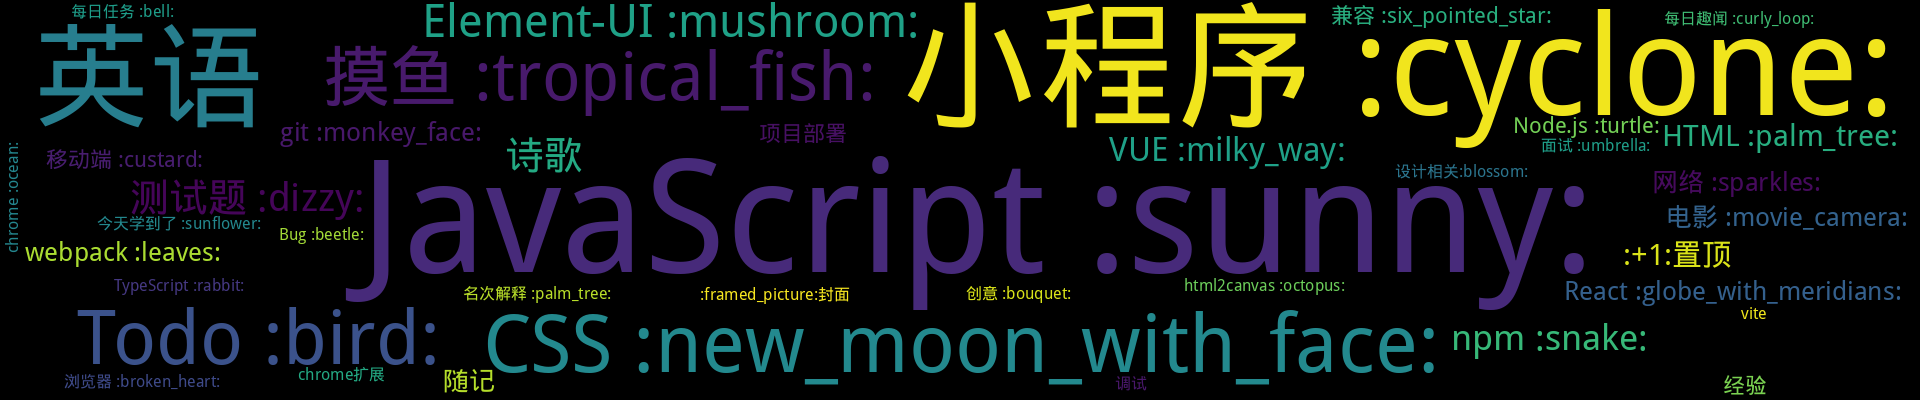 每日任务 :bell:
Element-UI :mushroom:
兼容 :six_pointed_star:
每日趣闻 :curly_loop:
英语
摸鱼 :tropical_fish:
小程序 :cyclone:
git :monkey_face:
项目部署
Node.js :turtle:
HTML :palm_tree:
诗歌
VUE :milky_way:
面试 :umbrella:
移动端 :custard:
设计相关:blossom:
网络 :sparkles:
chrome :ocean:
测试题 :dizzy:
JavaScript :sunny:
今天学到了 :sunflower:
电影 :movie_camera:
Bug :beetle:
webpack :leaves:
:+1:置顶
TypeScript :rabbit:
名次解释 :palm_tree:
:framed_picture:封面
创意 :bouquet:
html2canvas :octopus:
React :globe_with_meridians:
vite
Todo :bird:
CSS :new_moon_with_face:
npm :snake:
浏览器 :broken_heart:
chrome扩展
随记
调试
经验